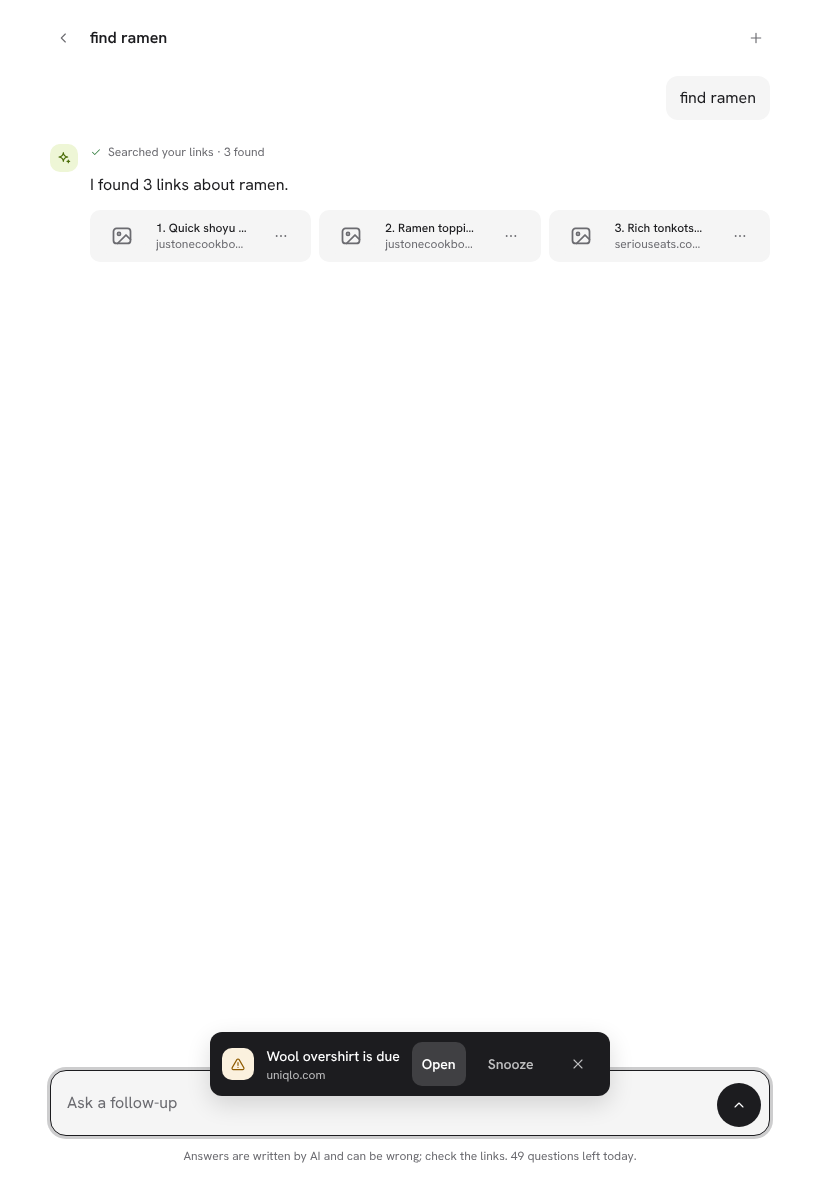 find ramen
find ramen
Searched your links · 3 found
I found 3 links about ramen.
1. Quick shoyu ...
justonecookbo...
2. Ramen toppi...
justonecookbo...
3. Rich tonkots...
seriouseats.co...
Wool overshirt is due
uniqlo.com
Open
Snooze
Ask a follow-up
Answers are written by AI and can be wrong; check the links. 49 questions left today.